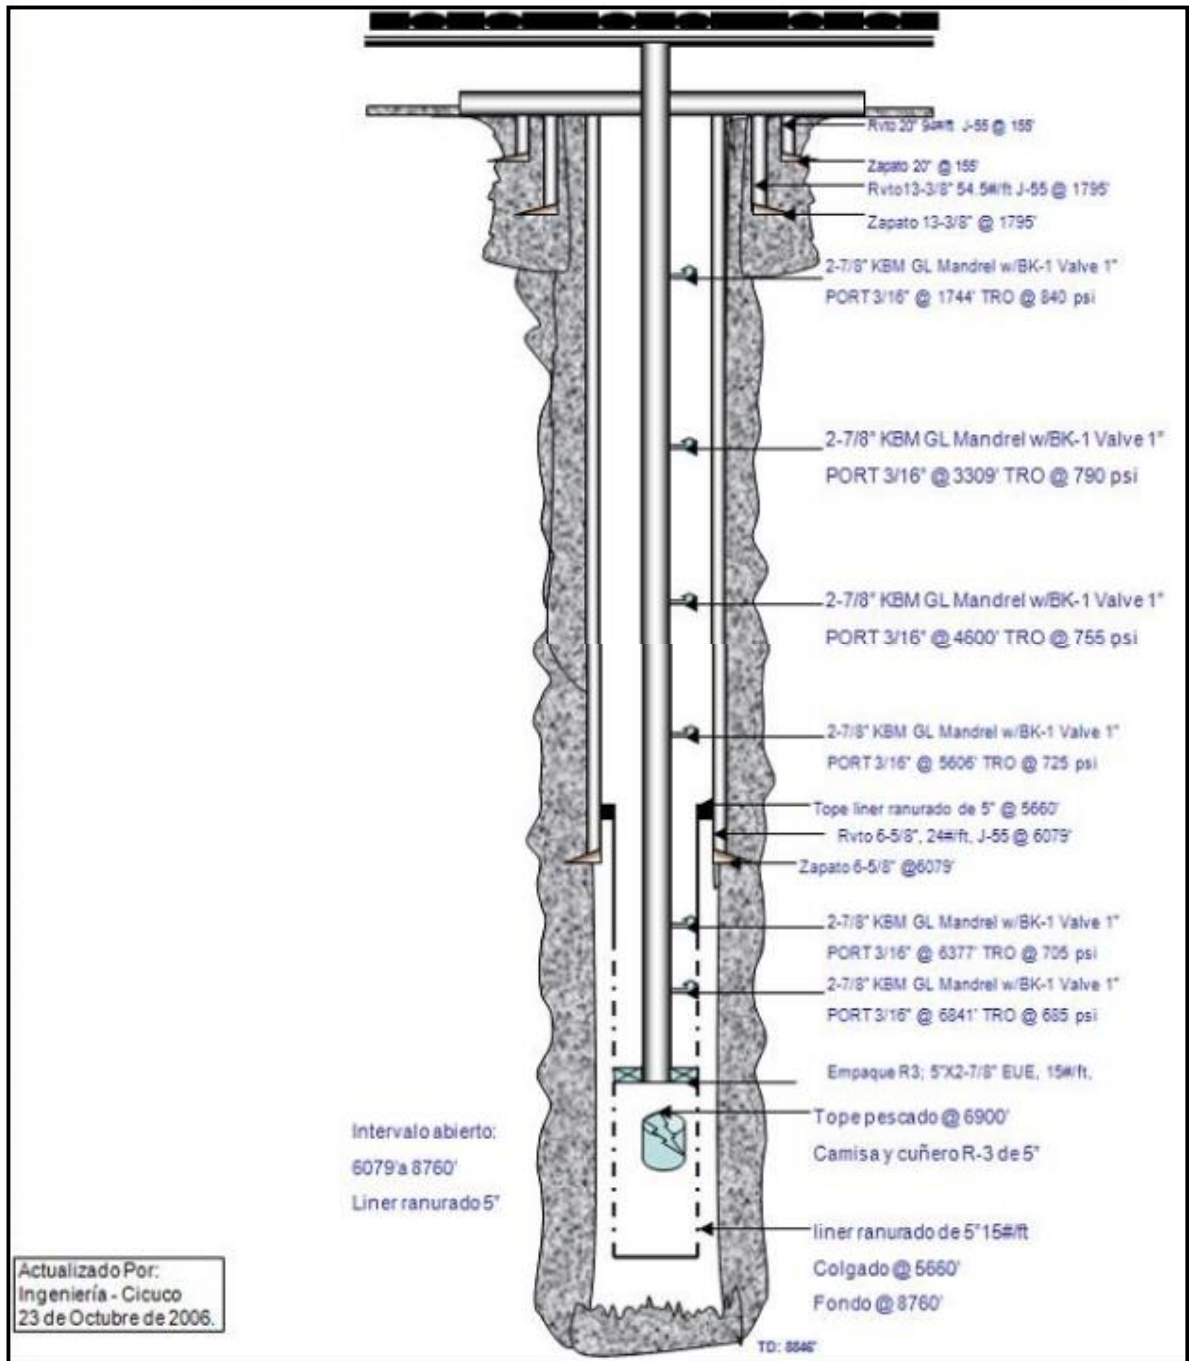 Rvto 20" 94#/ft J-55 @ 155'
Zapato 20" @ 155'
Rvto13-3/8" 54.5#/ft J-55 @ 1795'
Zapato 13-3/8" @ 1795'
2-7/8" KBM GL Mandrel w/BK-1 Valve 1"
PORT 3/16" @ 1744' TRO @ 840 psi
2-7/8" KBM GL Mandrel w/BK-1 Valve 1"
PORT 3/16" @ 3309' TRO @ 790 psi
2-7/8" KBM GL Mandrel w/BK-1 Valve 1"
PORT 3/16" @ 4600' TRO @ 755 psi
2-7/8" KBM GL Mandrel w/BK-1 Valve 1"
PORT 3/16" @ 5606' TRO @ 725 psi
Tope liner ranurado de 5" @ 5660'
Rvto 6-5/8", 24#/ft, J-55 @ 6079'
Zapato 6-5/8" @6079'
2-7/8" KBM GL Mandrel w/BK-1 Valve 1"
PORT 3/16" @ 6377' TRO @ 705 psi
2-7/8" KBM GL Mandrel w/BK-1 Valve 1"
PORT 3/16" @ 6841' TRO @ 685 psi
Empaque R3; 5"X2-7/8" EUE, 15#/ft,
Tope pescado @ 6900'
Camisa y cuñero R-3 de 5"
Intervalo abierto:
6079'a 8760'
Liner ranurado 5"
liner ranurado de 5"15#/ft
Colgado @ 5660'
Fondo @ 8760'
Actualizado Por:
Ingeniería - Cicuco
23 de Octubre de 2006.
TD: 8846'